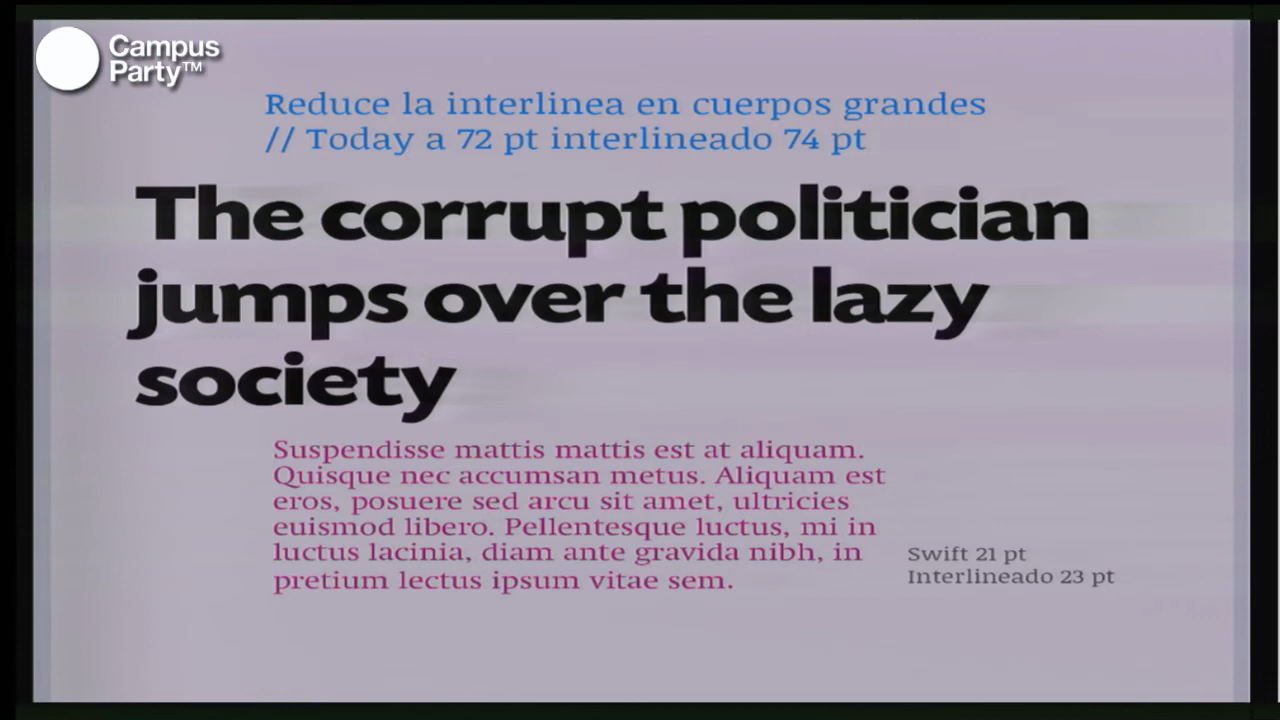 Campus
Party™
Reduce la interlinea en cuerpos grandes
// Today a 72 pt interlineado 74 pt
The corrupt politician
jumps over the lazy
society
Suspendisse mattis mattis est at aliquam.
Quisque nec accumsan metus. Aliquam est
eros, posuere sed arcu sit amet, ultricies
euismod libero. Pellentesque luctus, mi in
luctus lacinia, diam ante gravida nibh, in
pretium lectus ipsum vitae sem.
Swift 21 pt
Interlineado 23 pt